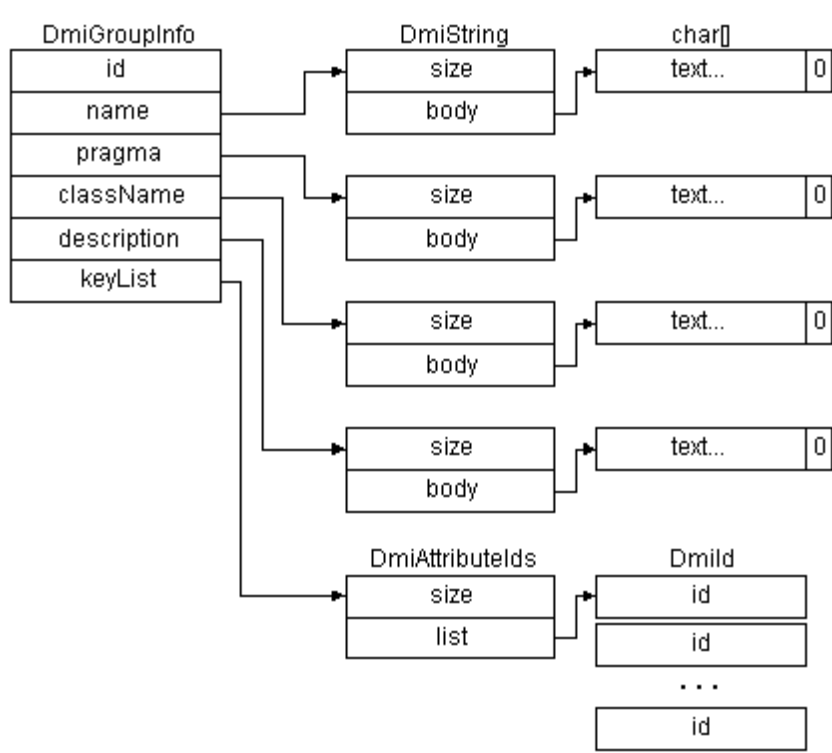 DmiGroupInfo DmiString char[]
id size text... 0
name body
pragma
className size text... 0
description body
keyList
size text... 0
body
size text... 0
body
DmiAttributeIds DmiId
size id
list id
...
id